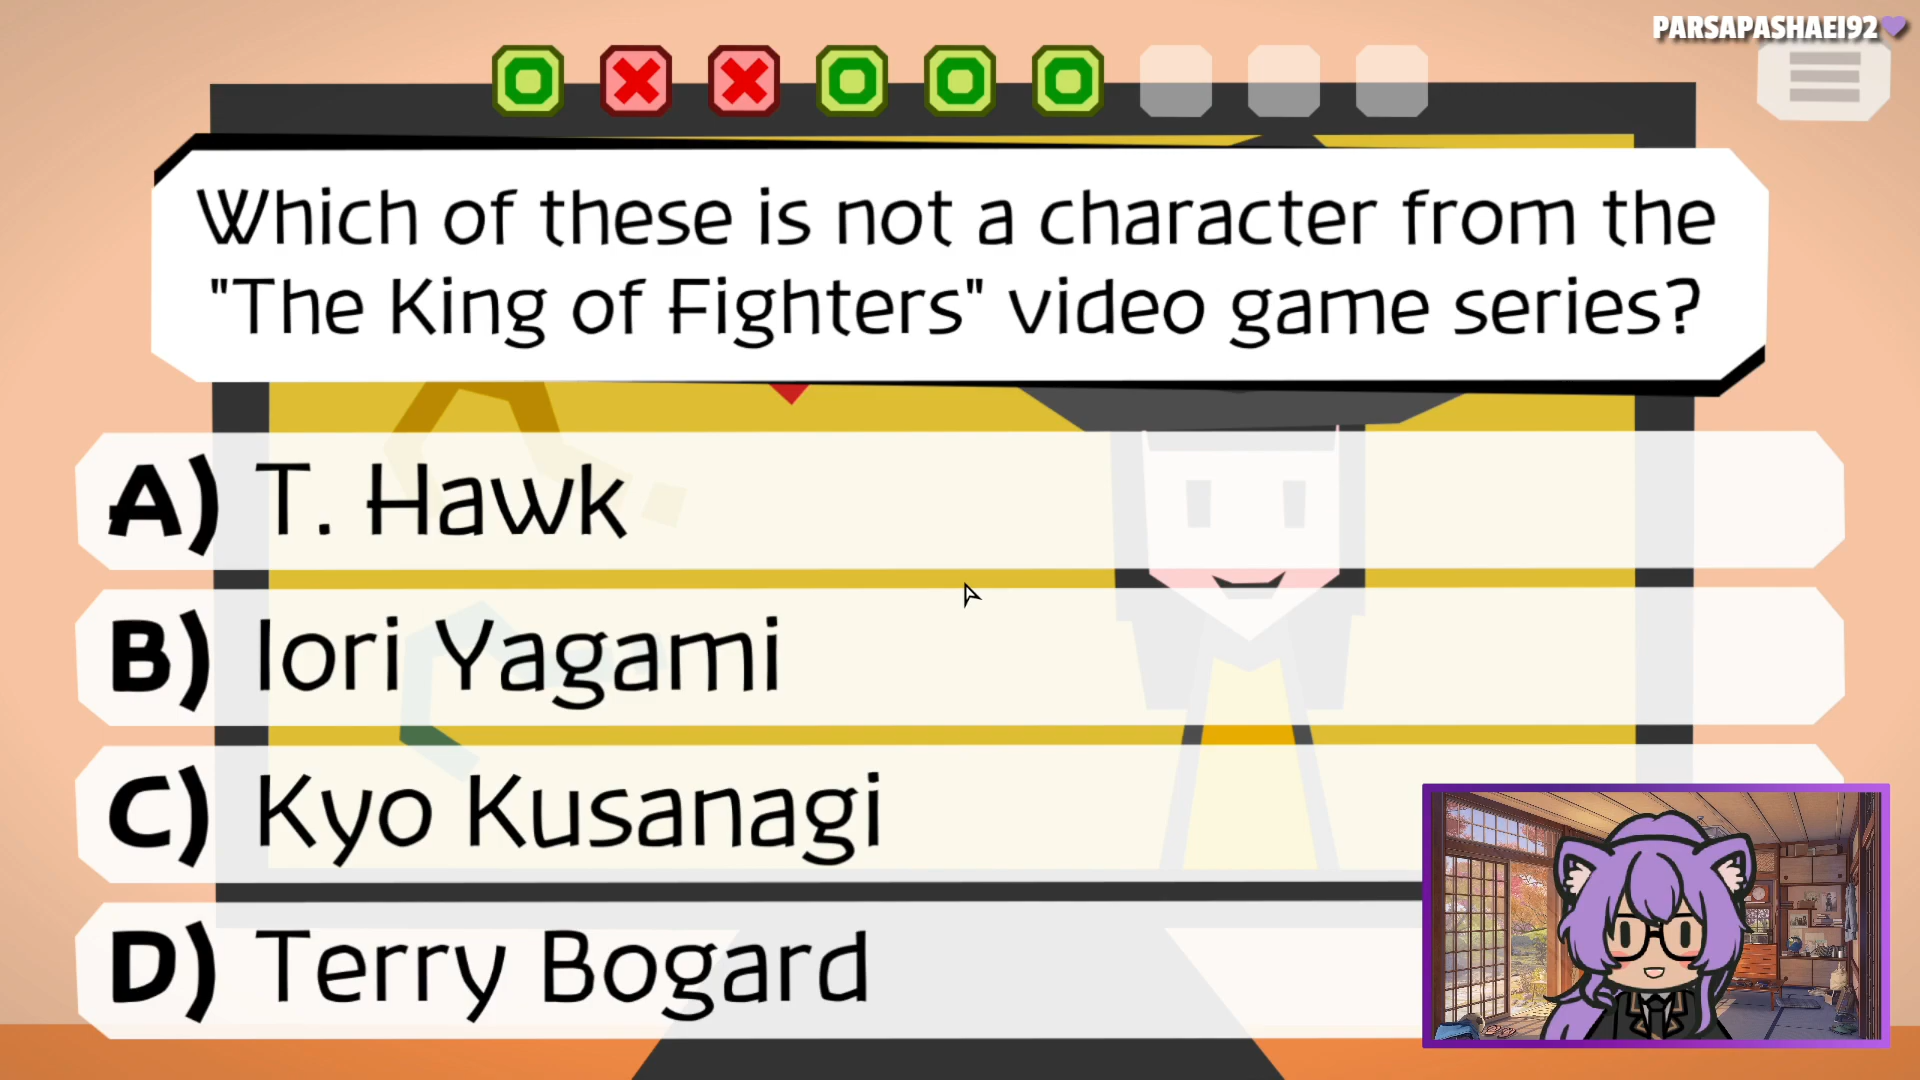 PARSAPASHAEI92
Which of these is not a character from the
"The King of Fighters" video game series?
A) T. Hawk
B) Iori Yagami
C) Kyo Kusanagi
D) Terry Bogard